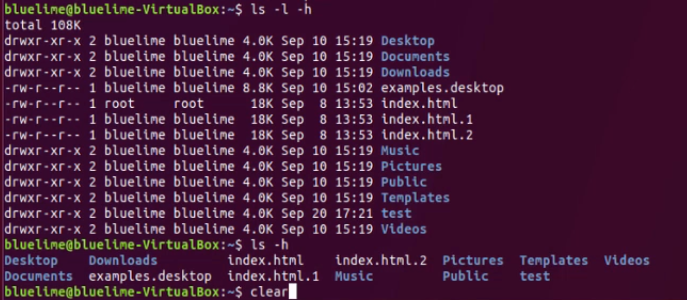 bluelime@bluelime-VirtualBox:~$ ls -l -h
total 108K
drwxr-xr-x 2 bluelime bluelime 4.0K Sep 10 15:19 Desktop
drwxr-xr-x 2 bluelime bluelime 4.0K Sep 10 15:19 Documents
drwxr-xr-x 2 bluelime bluelime 4.0K Sep 10 15:19 Downloads
-rw-r--r-- 1 bluelime bluelime 8.8K Sep 10 15:02 examples.desktop
-rw-r--r-- 1 root     root      18K Sep  8 13:53 index.html
-rw-r--r-- 1 bluelime bluelime  18K Sep  8 13:53 index.html.1
-rw-r--r-- 1 bluelime bluelime  18K Sep  8 13:53 index.html.2
drwxr-xr-x 2 bluelime bluelime 4.0K Sep 10 15:19 Music
drwxr-xr-x 2 bluelime bluelime 4.0K Sep 10 15:19 Pictures
drwxr-xr-x 2 bluelime bluelime 4.0K Sep 10 15:19 Public
drwxr-xr-x 2 bluelime bluelime 4.0K Sep 10 15:19 Templates
drwxr-xr-x 2 bluelime bluelime 4.0K Sep 20 17:21 test
drwxr-xr-x 2 bluelime bluelime 4.0K Sep 10 15:19 Videos
bluelime@bluelime-VirtualBox:~$ ls -h
Desktop    Downloads         index.html    index.html.2  Pictures  Templates  Videos
Documents  examples.desktop  index.html.1  Music         Public    test
bluelime@bluelime-VirtualBox:~$ clear